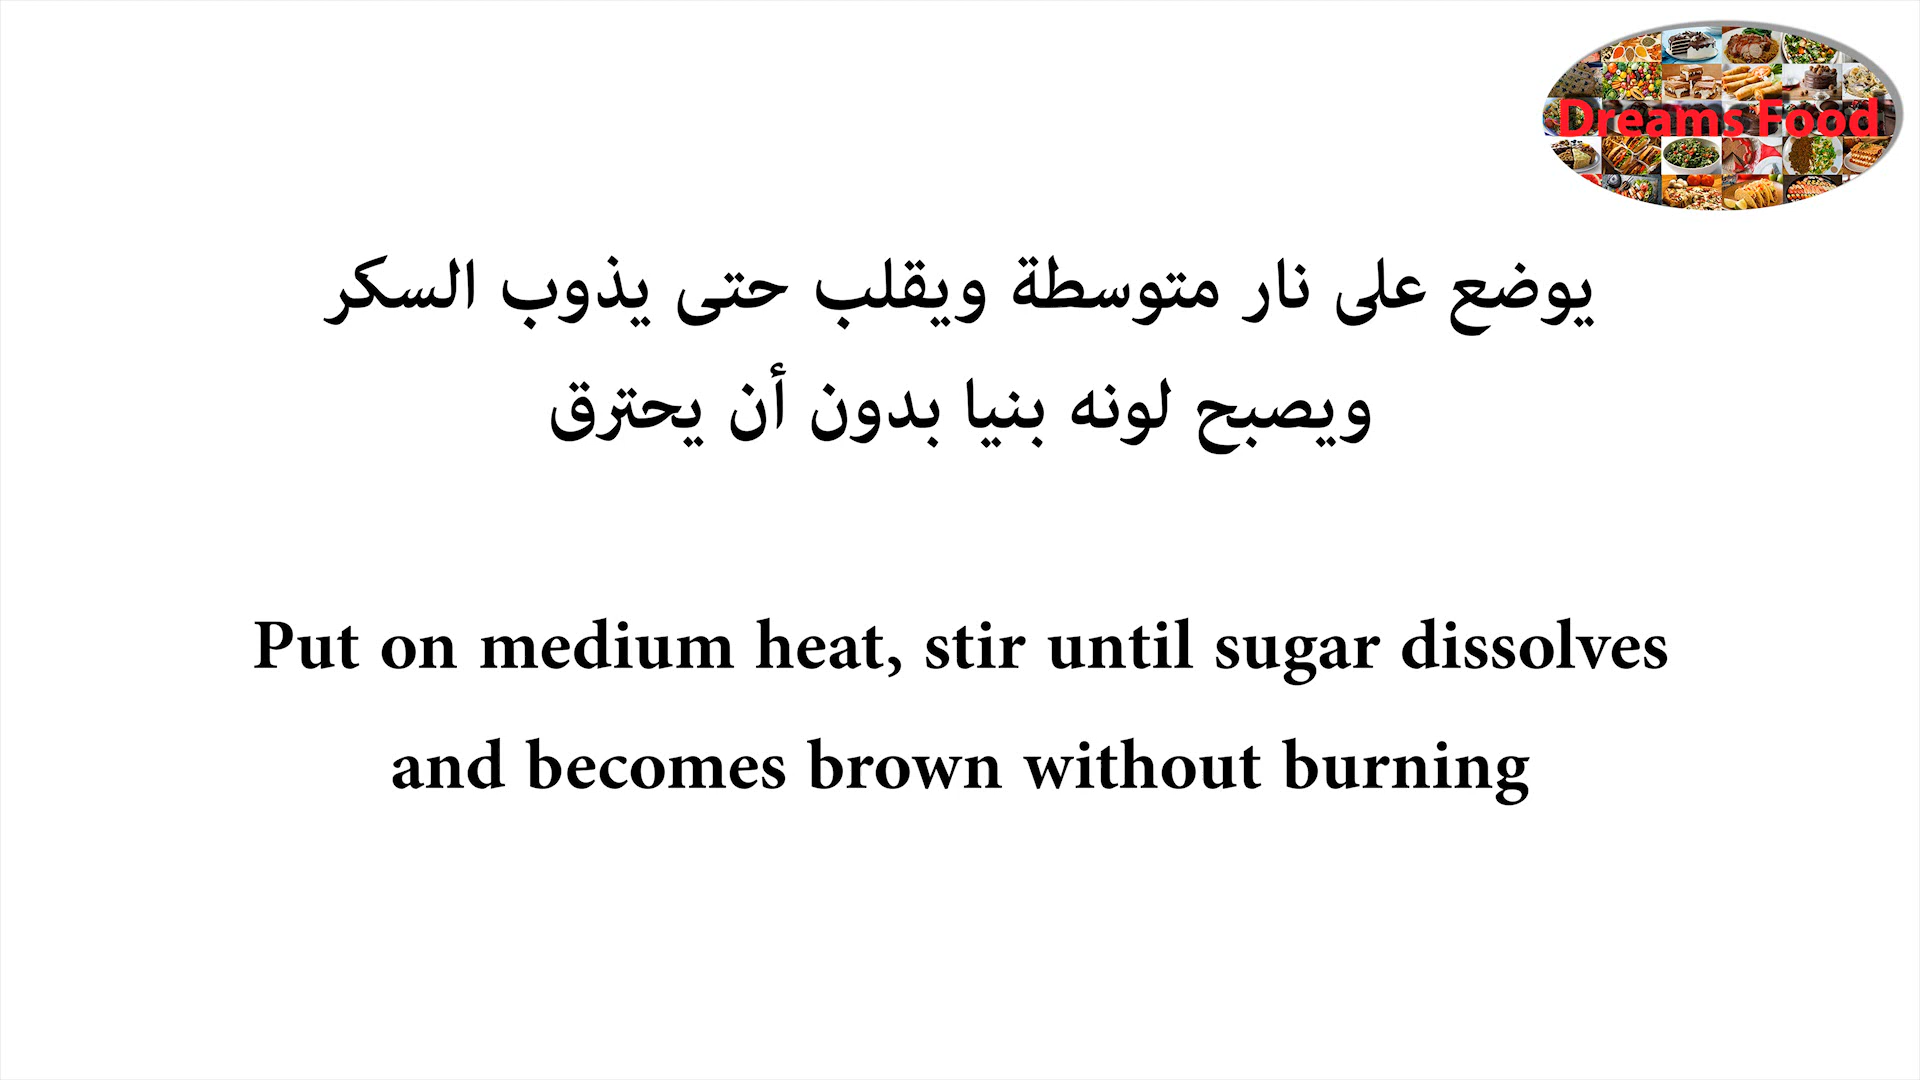 Dreams Food
يوضع على نار متوسطة ويقلب حتى يذوب السكر
ويصبح لونه بنيا بدون أن يحترق
Put on medium heat, stir until sugar dissolves
and becomes brown without burning